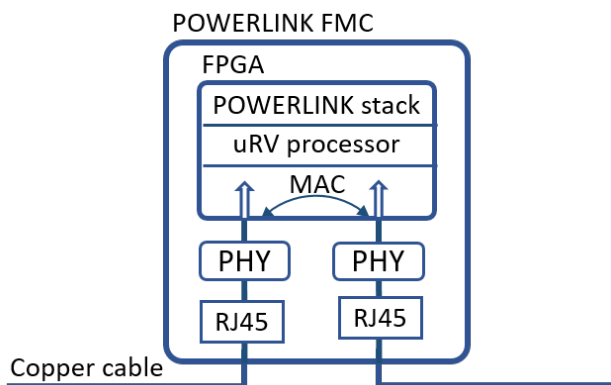 POWERLINK FMC
FPGA
POWERLINK stack
uRV processor
MAC
PHY PHY
RJ45 RJ45
Copper cable